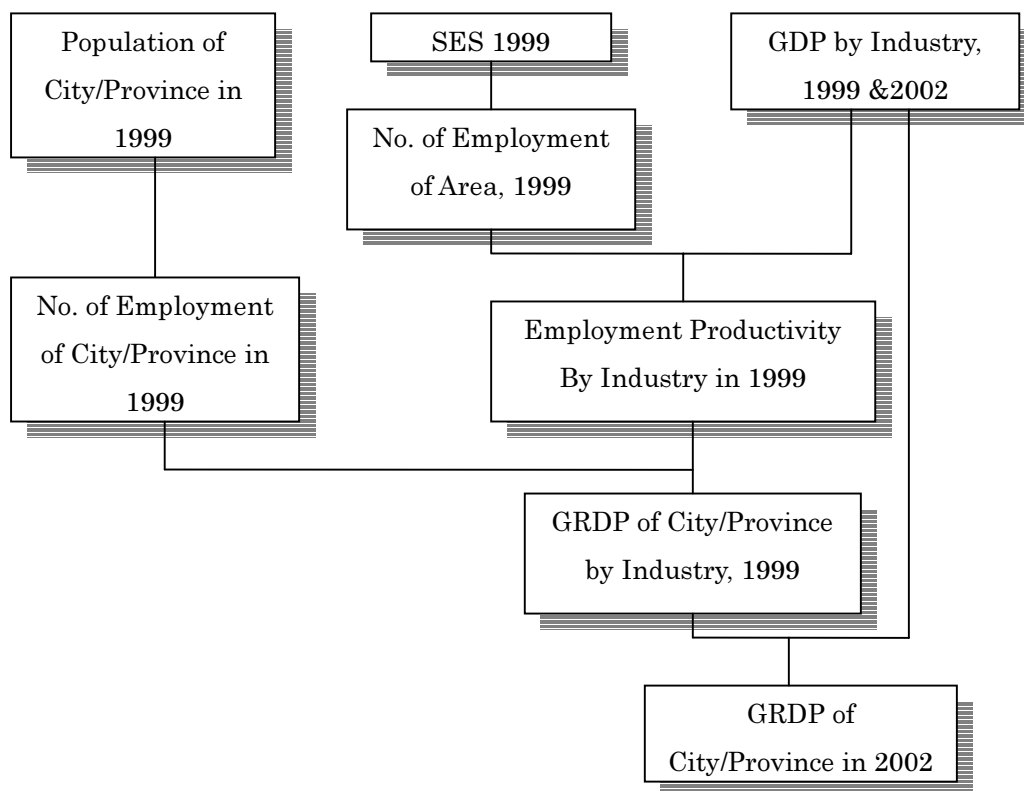 Population of
City/Province in
1999
SES 1999
GDP by Industry,
1999 &2002
No. of Employment
of Area, 1999
No. of Employment
of City/Province in
1999
Employment Productivity
By Industry in 1999
GRDP of City/Province
by Industry, 1999
GRDP of
City/Province in 2002